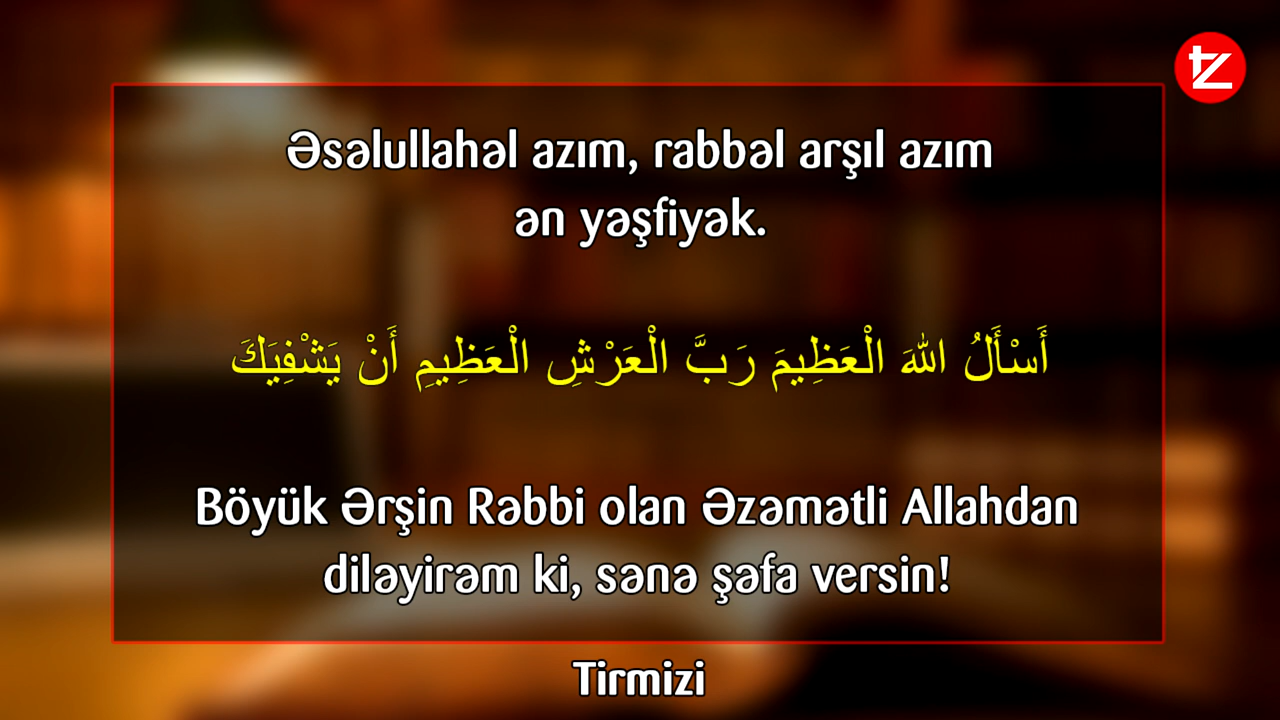 Əsəlullahəl azım, rabbəl arşıl azım
ən yəşfiyək.
أَسْأَلُ اللهَ الْعَظِيمَ رَبَّ الْعَرْشِ الْعَظِيمِ أَنْ يَشْفِيَكَ
Böyük Ərşin Rəbbi olan Əzəmətli Allahdan
diləyirəm ki, sənə şəfa versin!
Tirmizi